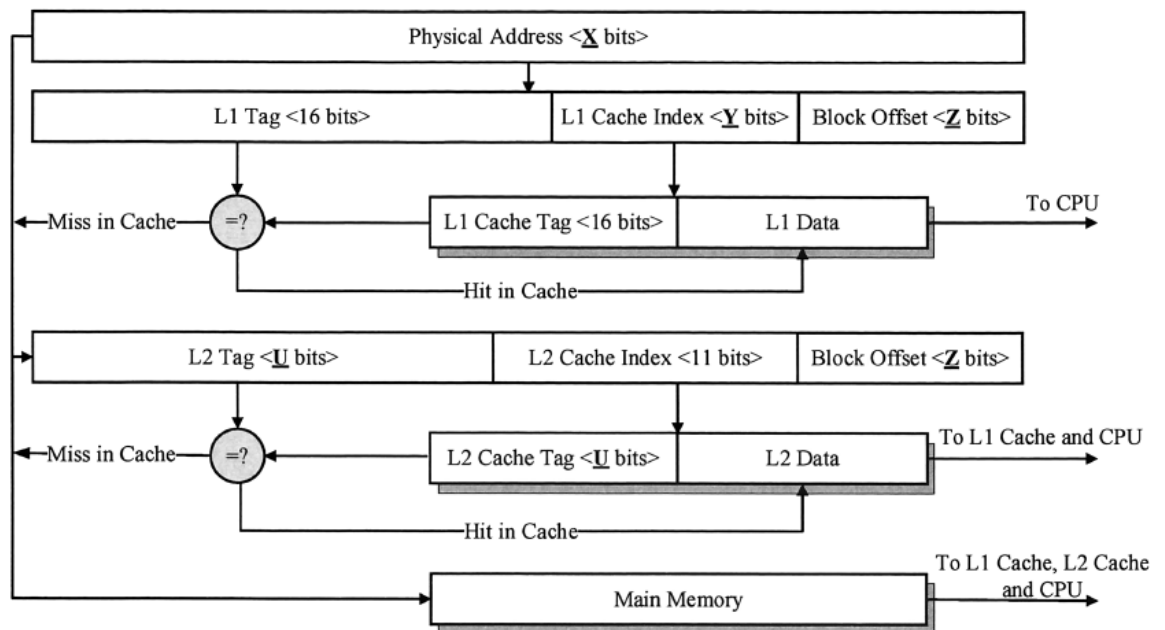 Physical Address <X bits>
L1 Tag <16 bits>
L1 Cache Index <Y bits>
Block Offset <Z bits>
Miss in Cache
=?
L1 Cache Tag <16 bits>
L1 Data
To CPU
Hit in Cache
L2 Tag <U bits>
L2 Cache Index <11 bits>
Block Offset <Z bits>
Miss in Cache
=?
L2 Cache Tag <U bits>
L2 Data
To L1 Cache and CPU
Hit in Cache
Main Memory
To L1 Cache, L2 Cache
and CPU